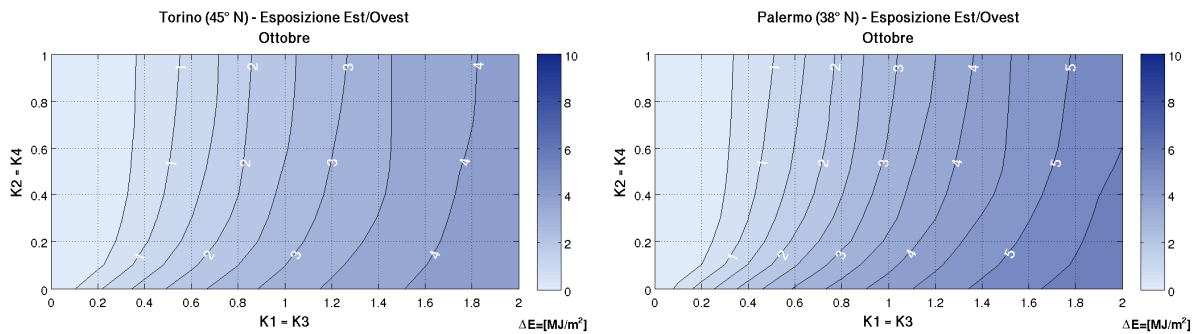 Torino (45° N) - Esposizione Est/Ovest
Ottobre
K2 = K4
1
0.8
0.6
0.4
0.2
0
1 2 3 4
1 2 3 4
1 2 3 4
0 0.2 0.4 0.6 0.8 1 1.2 1.4 1.6 1.8 2
K1 = K3
10
8
6
4
2
0
ΔE=[MJ/m²]
Palermo (38° N) - Esposizione Est/Ovest
Ottobre
K2 = K4
1
0.8
0.6
0.4
0.2
0
1 2 3 4 5
1 2 3 4 5
1 2 3 4 5
0 0.2 0.4 0.6 0.8 1 1.2 1.4 1.6 1.8 2
K1 = K3
10
8
6
4
2
0
ΔE=[MJ/m²]